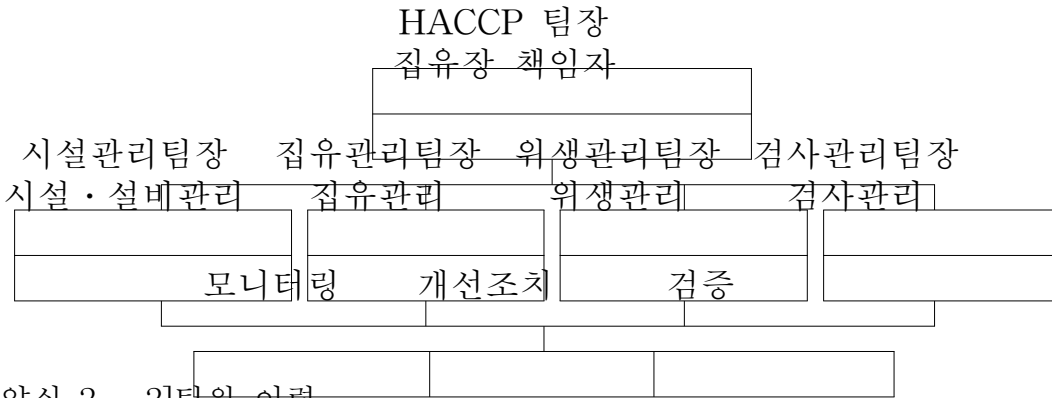 HACCP 팀장
집유장 책임자
시설관리팀장 집유관리팀장 위생관리팀장 검사관리팀장
시설·설비관리 집유관리 위생관리 검사관리
모니터링 개선조치 검증